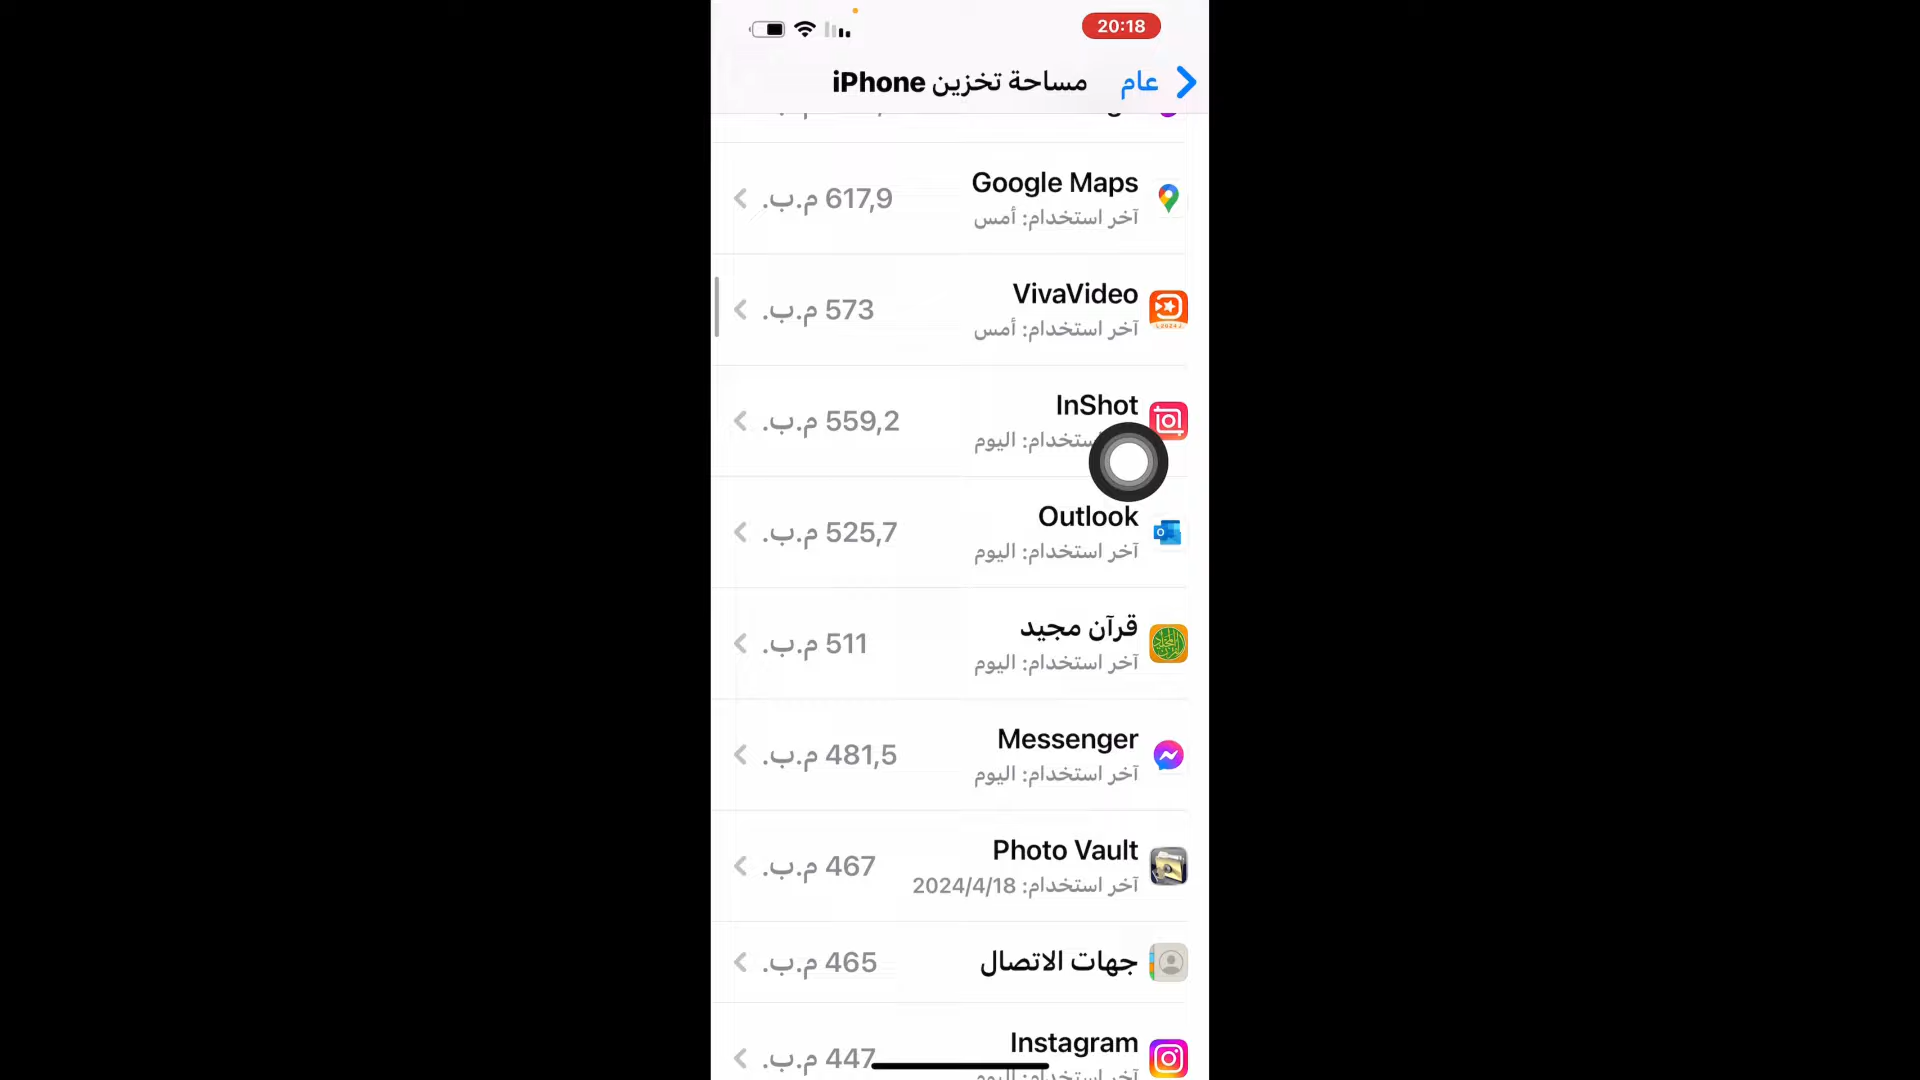 20:18
عام
مساحة تخزين iPhone
Google Maps
آخر استخدام: أمس
617,9 م.ب.
VivaVideo
آخر استخدام: أمس
573 م.ب.
InShot
استخدام: اليوم
559,2 م.ب.
Outlook
آخر استخدام: اليوم
525,7 م.ب.
قرآن مجيد
آخر استخدام: اليوم
511 م.ب.
Messenger
آخر استخدام: اليوم
481,5 م.ب.
Photo Vault
آخر استخدام: 2024/4/18
467 م.ب.
جهات الاتصال
465 م.ب.
Instagram
447 م.ب.